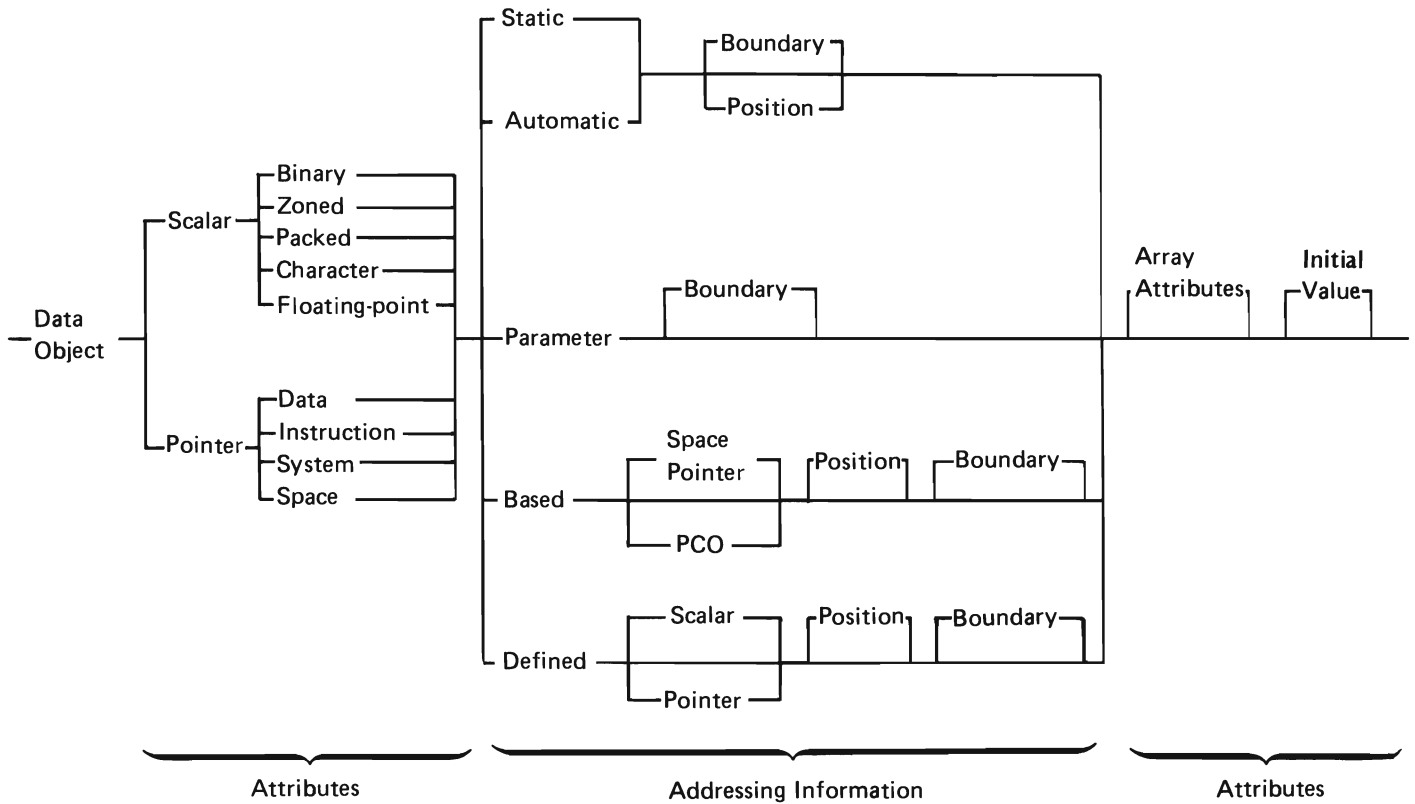 Data
Object
Scalar
Binary
Zoned
Packed
Character
Floating-point
Pointer
Data
Instruction
System
Space
Static
Automatic
Boundary
Position
Parameter
Boundary
Based
Space
Pointer
PCO
Position
Boundary
Defined
Scalar
Pointer
Position
Boundary
Array
Attributes
Initial
Value
Attributes
Addressing Information
Attributes